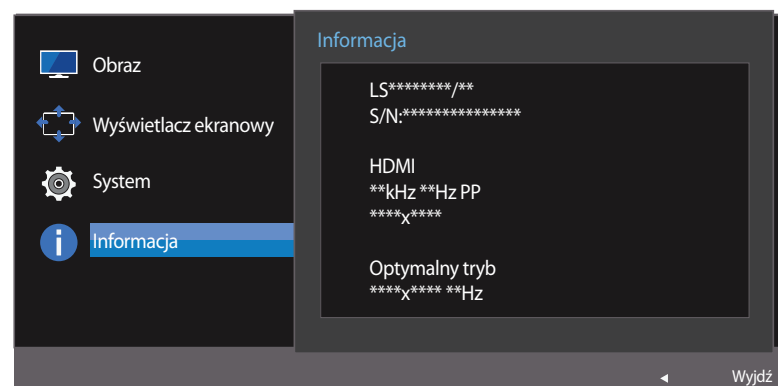 Obraz
Wyświetlacz ekranowy
System
Informacja
Informacja
LS********/**
S/N:***************
HDMI
**kHz **Hz PP
****x****
Optymalny tryb
****x**** **Hz
Wyjdź